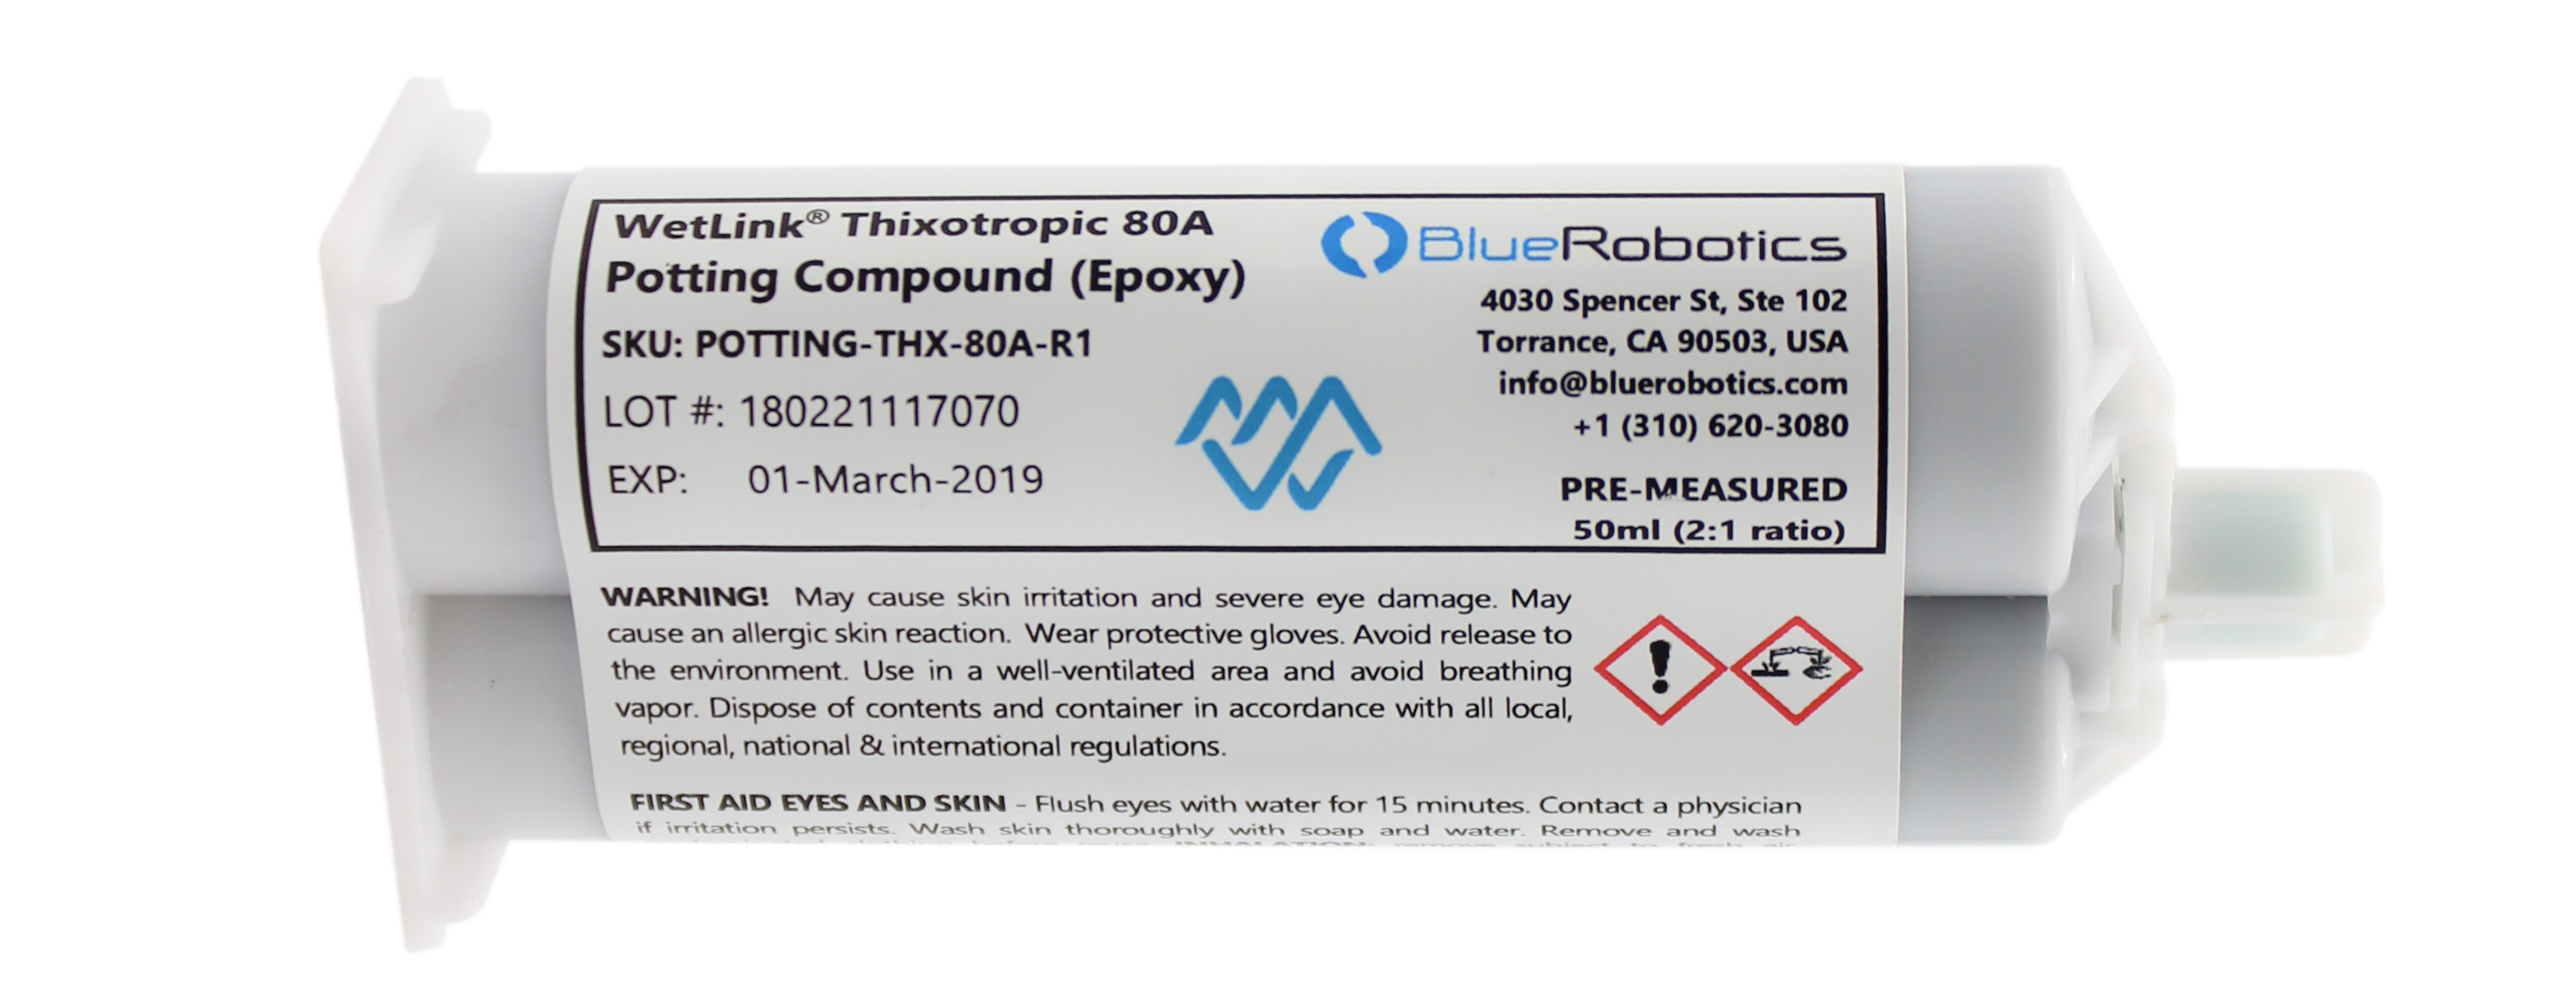 WetLink® Thixotropic 80A
Potting Compound (Epoxy)
SKU: POTTING-THX-80A-R1
LOT #: 180221117070
EXP: 01-March-2019
BlueRobotics
4030 Spencer St, Ste 102
Torrance, CA 90503, USA
info@bluerobotics.com
+1 (310) 620-3080
PRE-MEASURED
50ml (2:1 ratio)
WARNING! May cause skin irritation and severe eye damage. May
cause an allergic skin reaction. Wear protective gloves. Avoid release to
the environment. Use in a well-ventilated area and avoid breathing
vapor. Dispose of contents and container in accordance with all local,
regional, national & international regulations.
FIRST AID EYES AND SKIN - Flush eyes with water for 15 minutes. Contact a physician
if irritation persists. Wash skin thoroughly with soap and water. Remove and wash